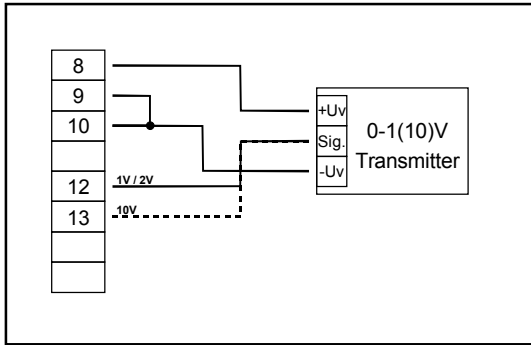 8
9
10
12
13
1V / 2V
10V
+Uv
Sig.
-Uv
0-1(10)V
Transmitter